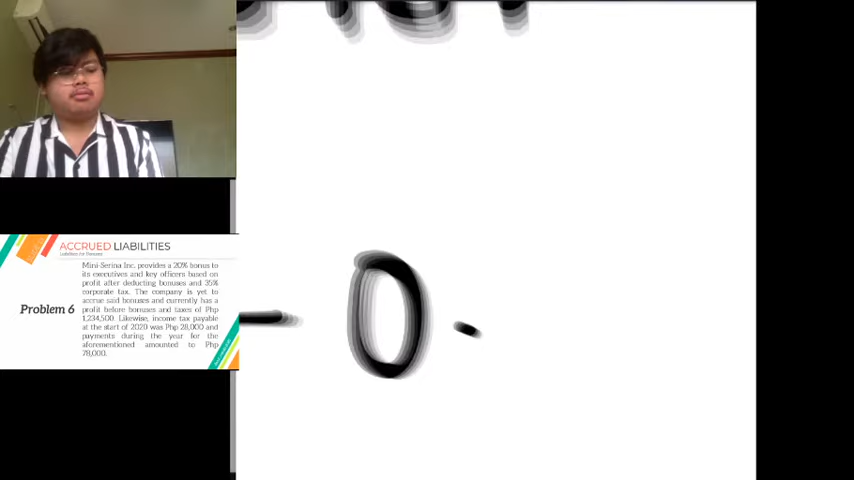 ACCRUED LIABILITIES
Liabilities for Bonuses
Problem 6
Mini-Serina Inc. provides a 20% bonus to
its executives and key officers based on
profit after deducting bonuses and 35%
corporate tax. The company is yet to
accrue said bonuses and currently has a
profit before bonuses and taxes of Php
1,234,500. Likewise, income tax payable
at the start of 2020 was Php 28,000 and
payments during the year for the
aforementioned amounted to Php
78,000.
- 0.